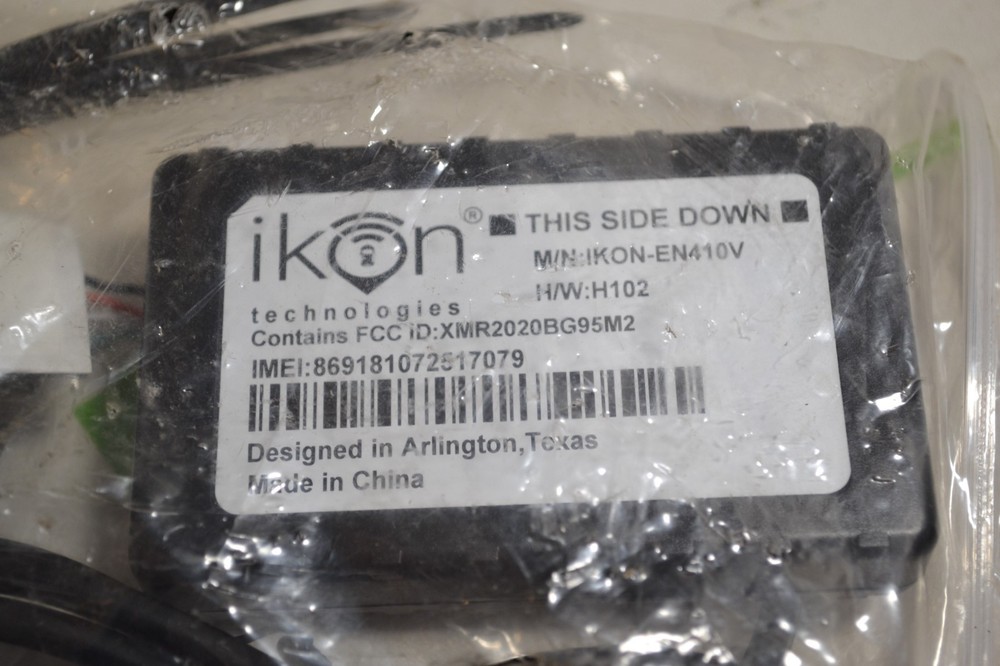 ikon®
technologies
THIS SIDE DOWN
M/N:IKON-EN410V
H/W:H102
Contains FCC ID:XMR2020BG95M2
IMEI:869181072517079
Designed in Arlington,Texas
Made in China